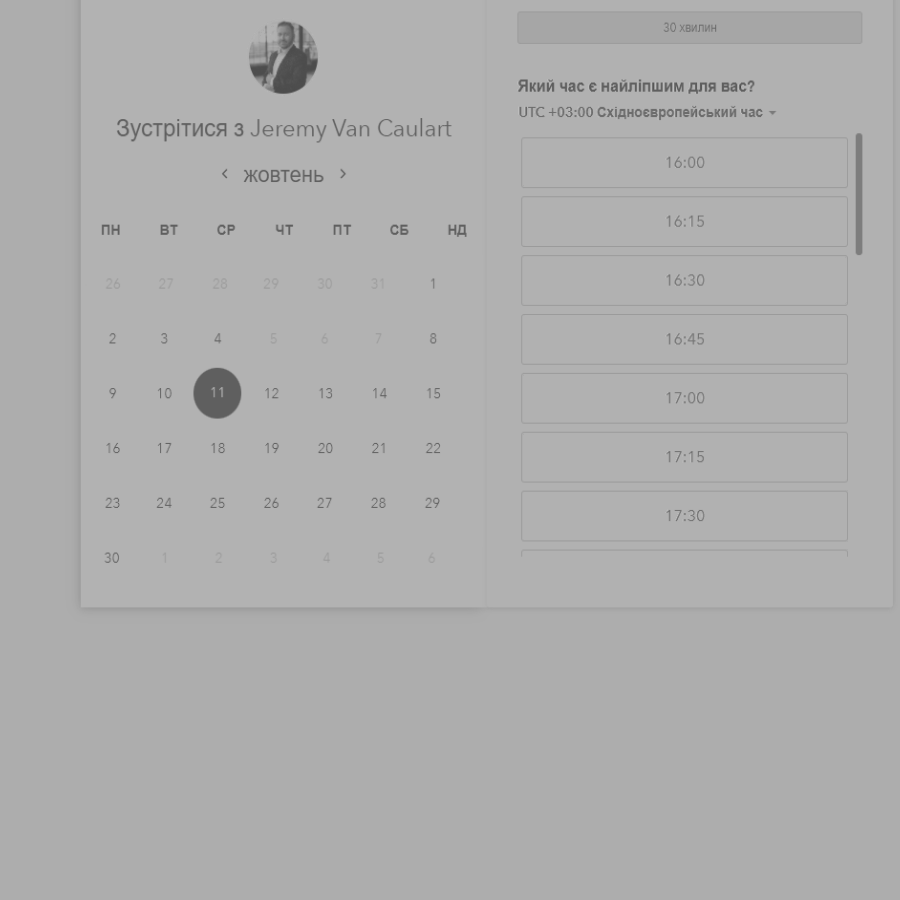 Зустрітися з Jeremy Van Caulart
жовтень
ПН ВТ СР ЧТ ПТ СБ НД
26 27 28 29 30 31 1
2 3 4 5 6 7 8
9 10 11 12 13 14 15
16 17 18 19 20 21 22
23 24 25 26 27 28 29
30 1 2 3 4 5 6
30 хвилин
Який час є найліпшим для вас?
UTC +03:00 Східноєвропейський час
16:00
16:15
16:30
16:45
17:00
17:15
17:30